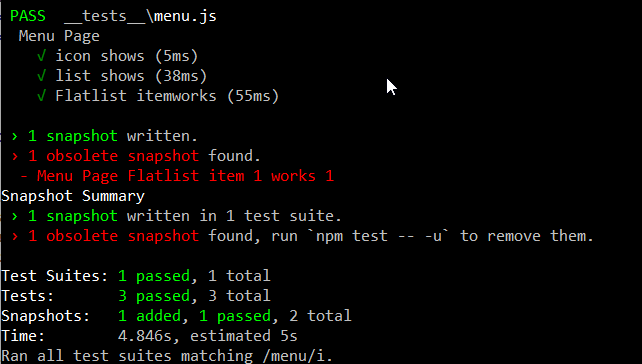 PASS __tests__\menu.js
Menu Page
√ icon shows (5ms)
√ list shows (38ms)
√ Flatlist itemworks (55ms)
› 1 snapshot written.
› 1 obsolete snapshot found.
- Menu Page Flatlist item 1 works 1
Snapshot Summary
› 1 snapshot written in 1 test suite.
› 1 obsolete snapshot found, run `npm test -- -u` to remove them.
Test Suites: 1 passed, 1 total
Tests: 3 passed, 3 total
Snapshots: 1 added, 1 passed, 2 total
Time: 4.846s, estimated 5s
Ran all test suites matching /menu/i.